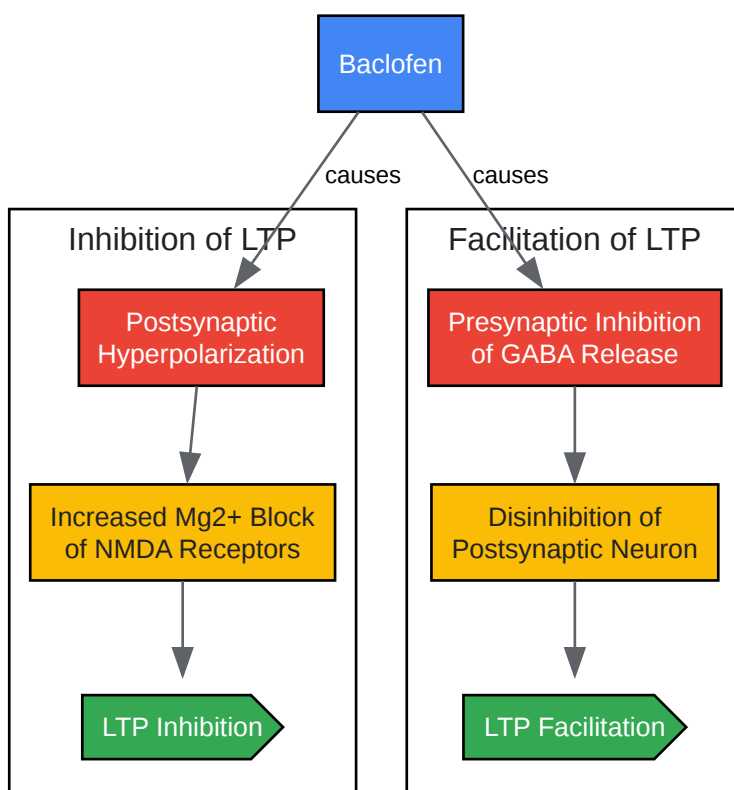 Baclofen
causes
causes
Inhibition of LTP
Facilitation of LTP
Postsynaptic
Hyperpolarization
Presynaptic Inhibition
of GABA Release
Increased Mg2+ Block
of NMDA Receptors
Disinhibition of
Postsynaptic Neuron
LTP Inhibition
LTP Facilitation